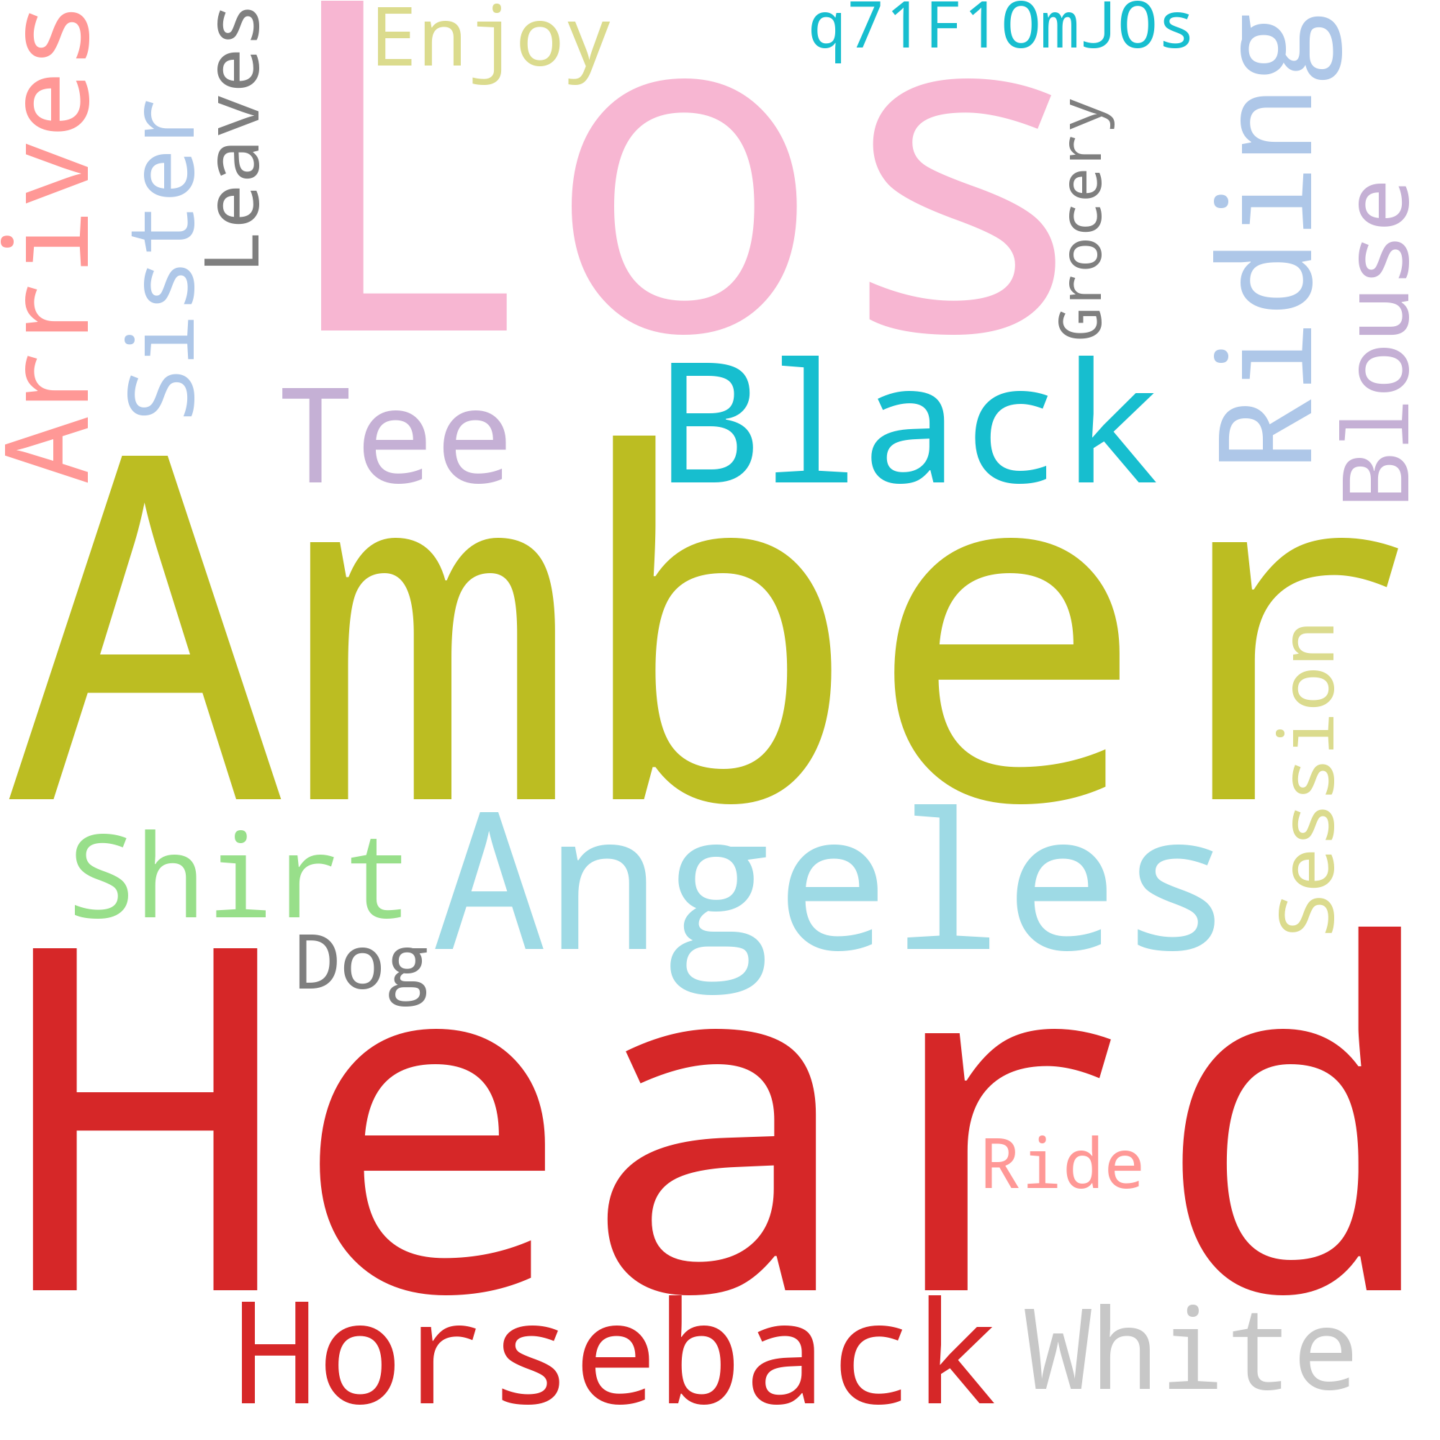 Arrives
Sister
Leaves
Enjoy
q71F1OmJOs
Los
Grocery
Riding
Blouse
Tee
Black
Amber
Session
Shirt
Angeles
Dog
Heard
Ride
Horseback
White